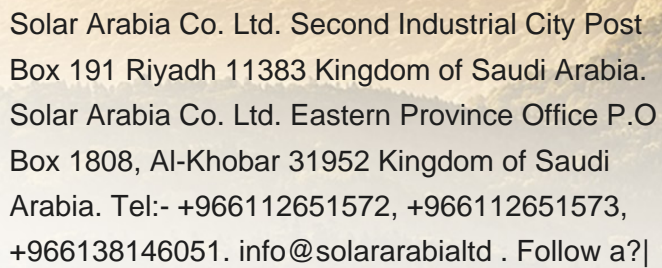 Solar Arabia Co. Ltd. Second Industrial City Post
Box 191 Riyadh 11383 Kingdom of Saudi Arabia.
Solar Arabia Co. Ltd. Eastern Province Office P.O
Box 1808, Al-Khobar 31952 Kingdom of Saudi
Arabia. Tel:- +966112651572, +966112651573,
+966138146051. info@solararabialtd . Follow a?|